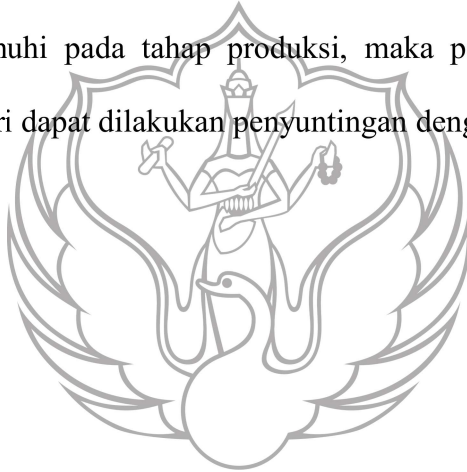 nuhi pada tahap produksi, maka p
ri dapat dilakukan penyuntingan deng